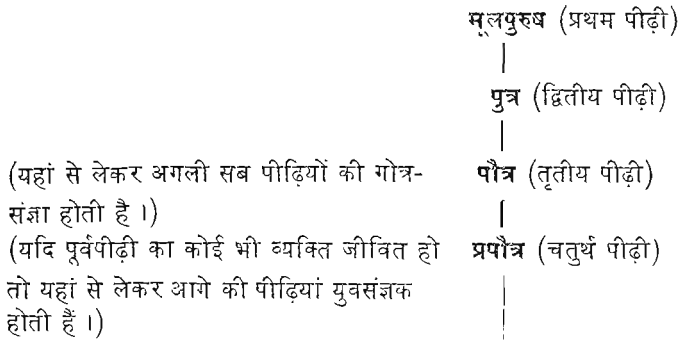 मूलपुरुष (प्रथम पीढ़ी)
पुत्र (द्वितीय पीढ़ी)
(यहां से लेकर अगली सब पीढ़ियों की गोत्र- पौत्र (तृतीय पीढ़ी)
संज्ञा होती है ।)
(यदि पूर्वपीढ़ी का कोई भी व्यक्ति जीवित हो प्रपौत्र (चतुर्थ पीढ़ी)
तो यहां से लेकर आगे की पीढ़ियां युवसंज्ञक
होती हैं ।)